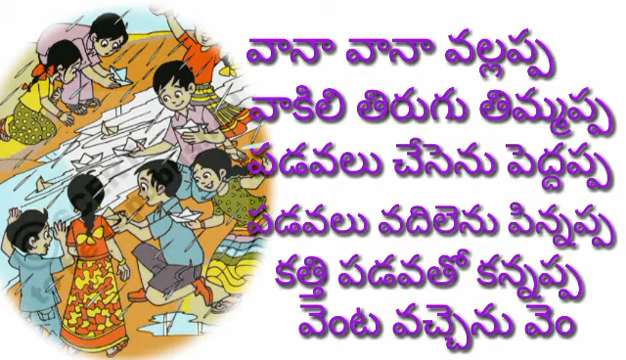 వానా వానా వల్లప్ప
వాకిలి తిరుగు తిమ్మప్ప
పడవలు చేసెను పెద్దప్ప
పడవలు వదిలెను పిన్నప్ప
కత్తి పడవతో కన్నప్ప
వెంట వచ్చెను వెం